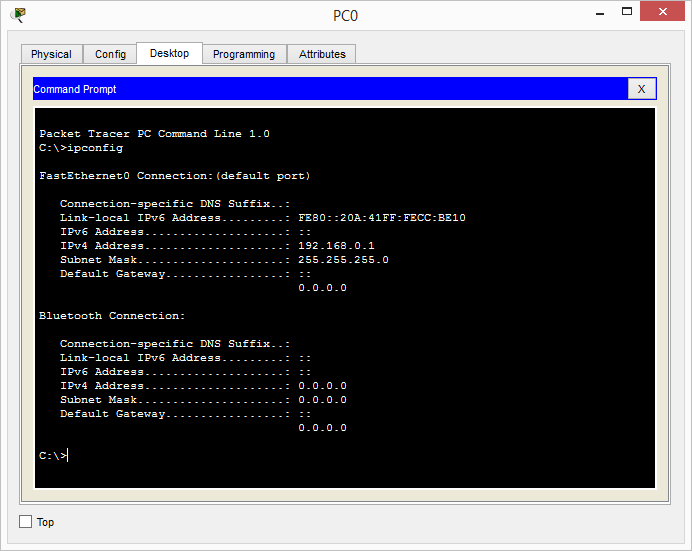 PC0
Physical Config Desktop Programming Attributes
Command Prompt X
Packet Tracer PC Command Line 1.0
C:\>ipconfig
FastEthernet0 Connection:(default port)
Connection-specific DNS Suffix..:
Link-local IPv6 Address.........: FE80::20A:41FF:FECC:BE10
IPv6 Address....................: ::
IPv4 Address....................: 192.168.0.1
Subnet Mask.....................: 255.255.255.0
Default Gateway.................: ::
0.0.0.0
Bluetooth Connection:
Connection-specific DNS Suffix..:
Link-local IPv6 Address.........: ::
IPv6 Address....................: ::
IPv4 Address....................: 0.0.0.0
Subnet Mask.....................: 0.0.0.0
Default Gateway.................: ::
0.0.0.0
C:\>
Top